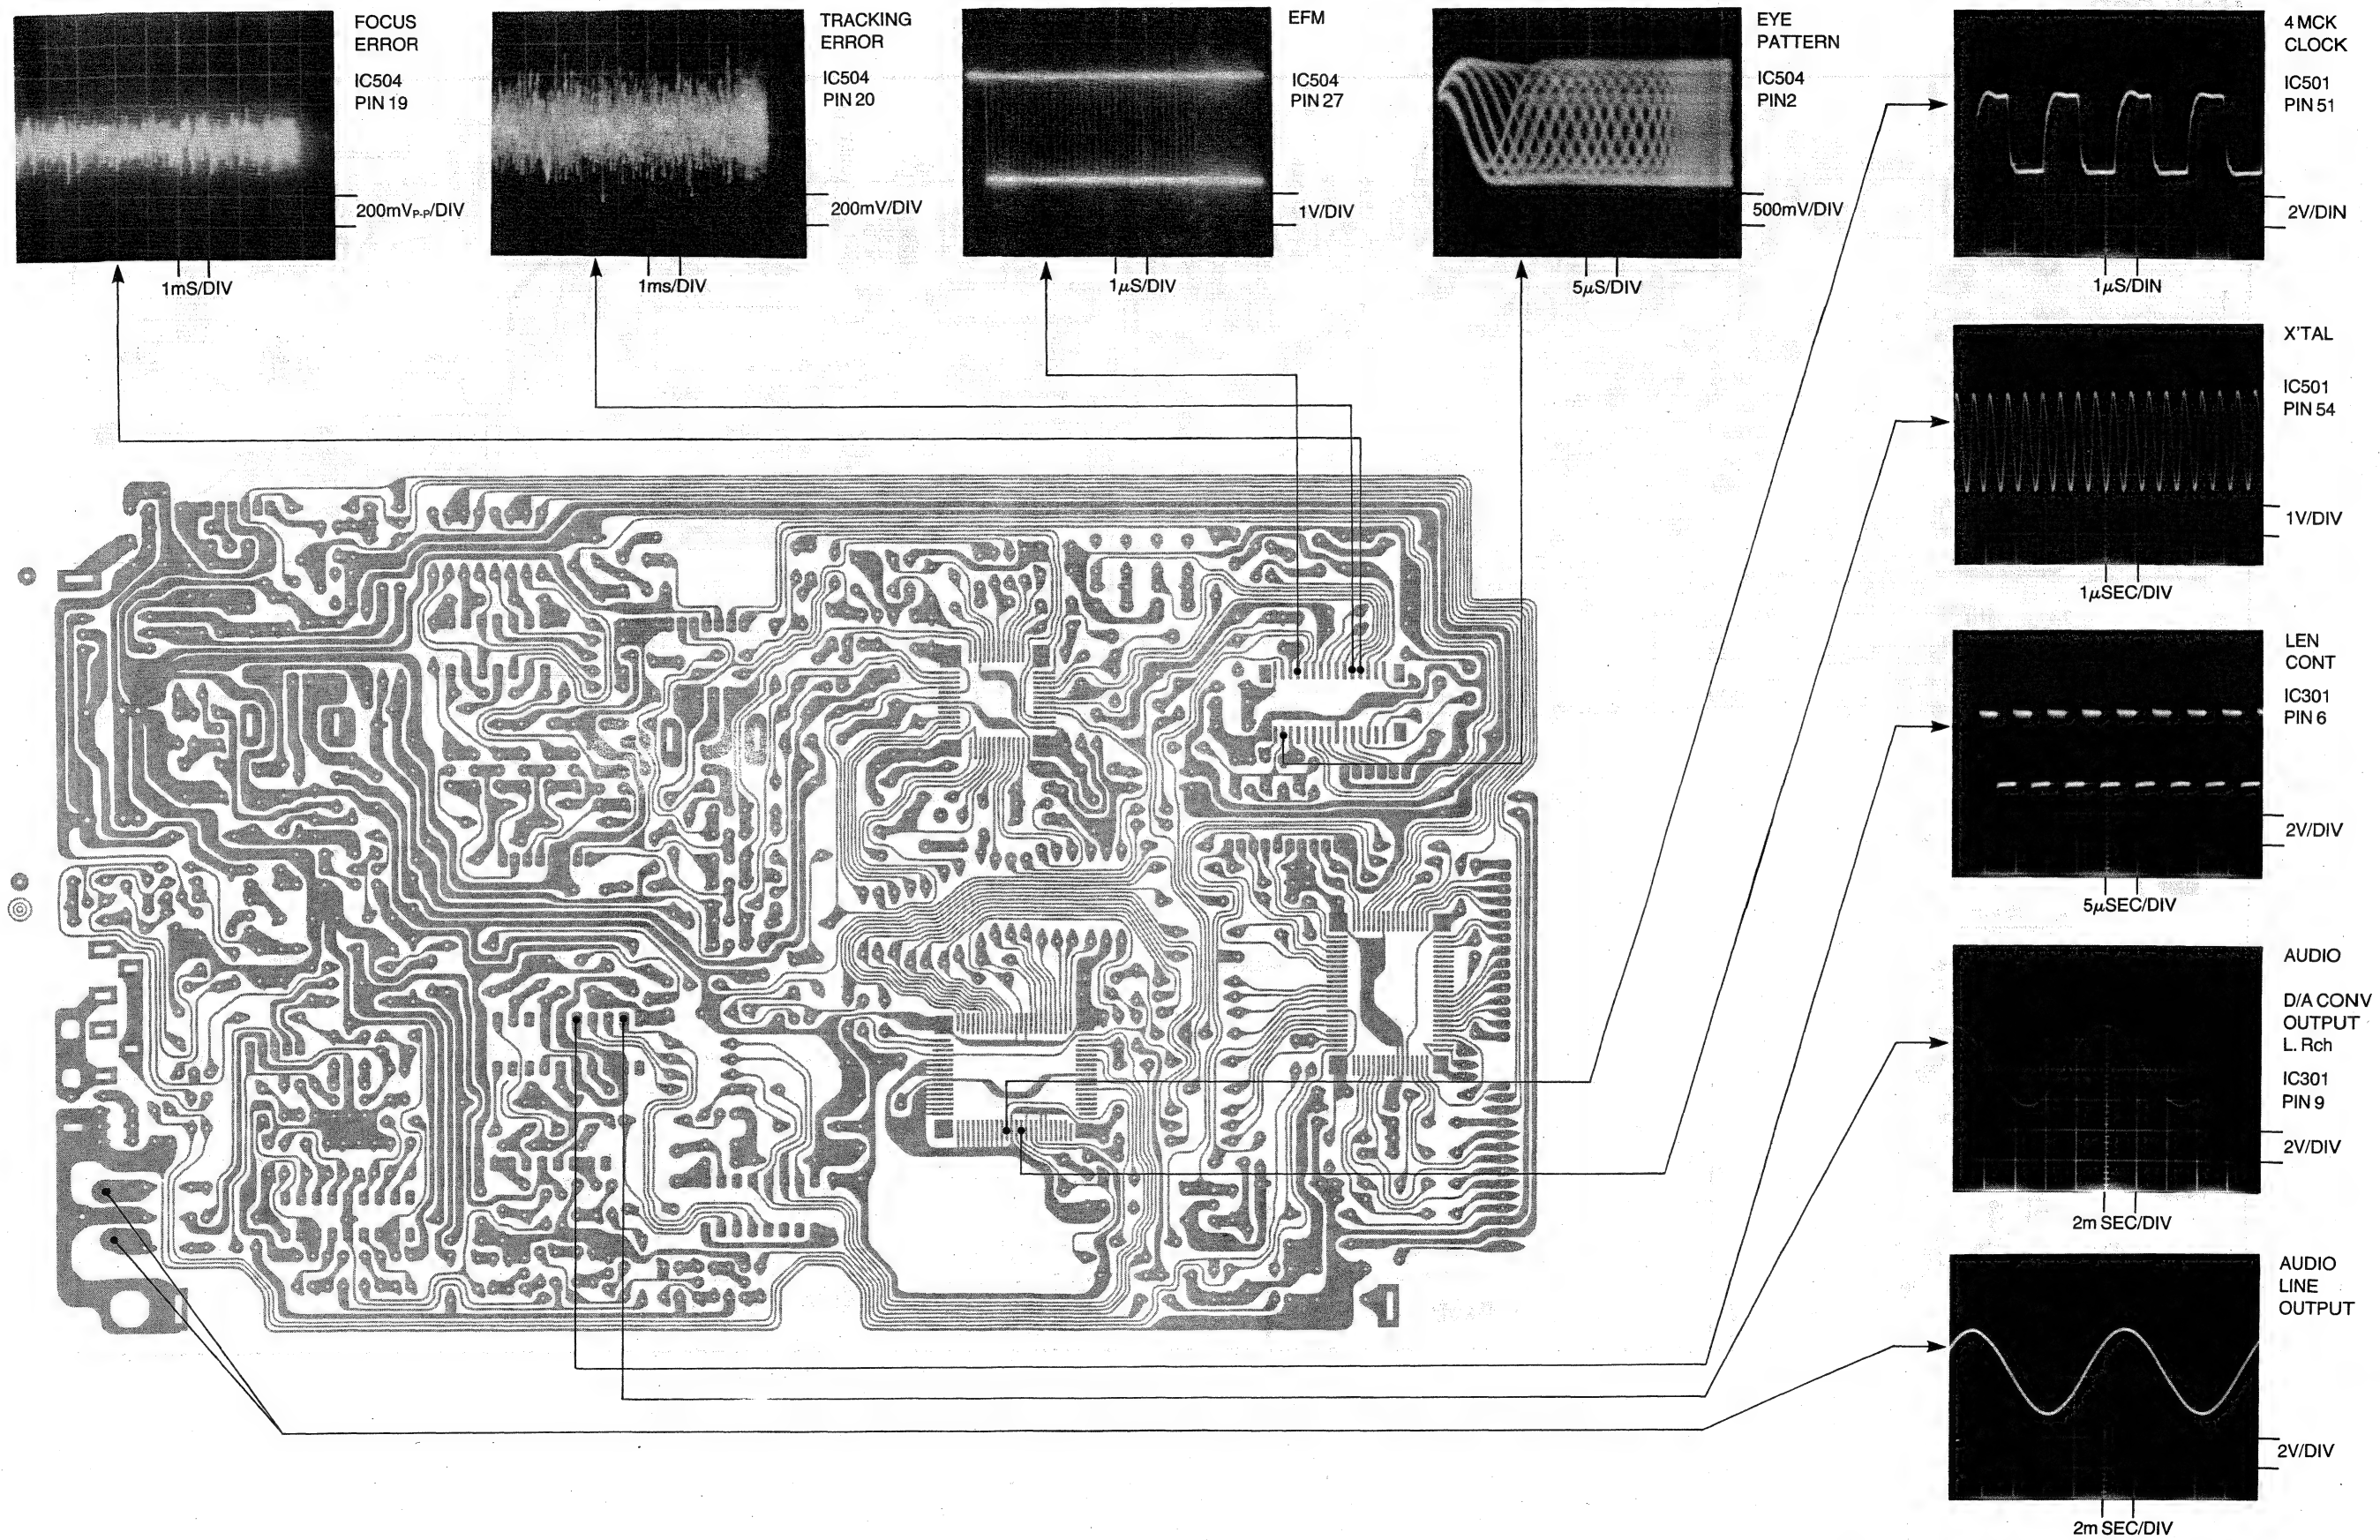 FOCUS
ERROR
IC504
PIN 19
200mVP-P/DIV
1mS/DIV
TRACKING
ERROR
IC504
PIN 20
200mV/DIV
1ms/DIV
EFM
IC504
PIN 27
1V/DIV
1μS/DIV
EYE
PATTERN
IC504
PIN2
500mV/DIV
5μS/DIV
4 MCK
CLOCK
IC501
PIN 51
2V/DIN
1μS/DIN
X'TAL
IC501
PIN 54
1V/DIV
1μSEC/DIV
LEN
CONT
IC301
PIN 6
2V/DIV
5μSEC/DIV
AUDIO
D/A CONV
OUTPUT
L. Rch
IC301
PIN 9
2V/DIV
2m SEC/DIV
AUDIO
LINE
OUTPUT
2V/DIV
2m SEC/DIV